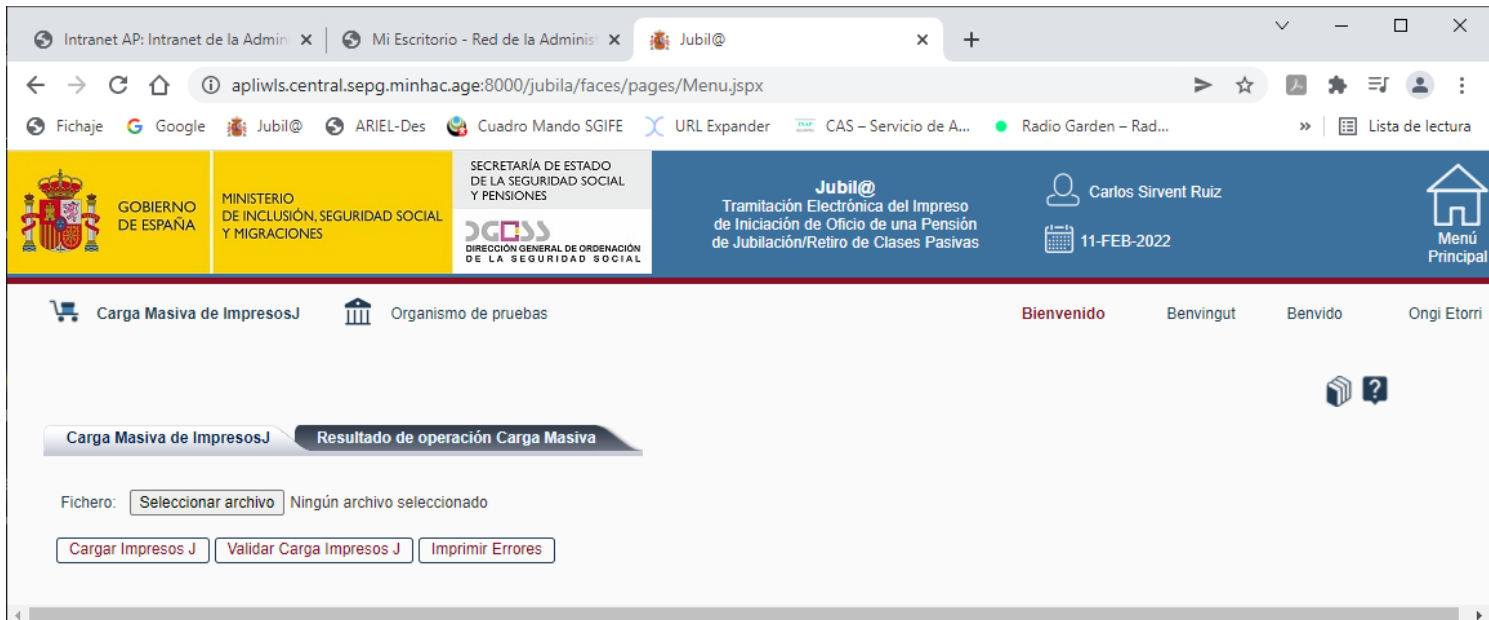 Intranet AP: Intranet de la Admin
Mi Escritorio - Red de la Administ
Jubil@
apliwls.central.sepg.minhac.age:8000/jubila/faces/pages/Menu.jspx
Fichaje
Google
Jubil@
ARIEL-Des
Cuadro Mando SGIFE
URL Expander
CAS – Servicio de A...
Radio Garden – Rad...
»
Lista de lectura
GOBIERNO
DE ESPAÑA
MINISTERIO
DE INCLUSIÓN, SEGURIDAD SOCIAL
Y MIGRACIONES
SECRETARÍA DE ESTADO
DE LA SEGURIDAD SOCIAL
Y PENSIONES
DGOSS
DIRECCIÓN GENERAL DE ORDENACIÓN
DE LA SEGURIDAD SOCIAL
Jubil@
Tramitación Electrónica del Impreso
de Iniciación de Oficio de una Pensión
de Jubilación/Retiro de Clases Pasivas
Carlos Sirvent Ruiz
11-FEB-2022
Menú
Principal
Carga Masiva de ImpresosJ
Organismo de pruebas
Bienvenido
Benvingut
Benvido
Ongi Etorri
Carga Masiva de ImpresosJ
Resultado de operación Carga Masiva
Fichero:
Seleccionar archivo
Ningún archivo seleccionado
Cargar Impresos J
Validar Carga Impresos J
Imprimir Errores